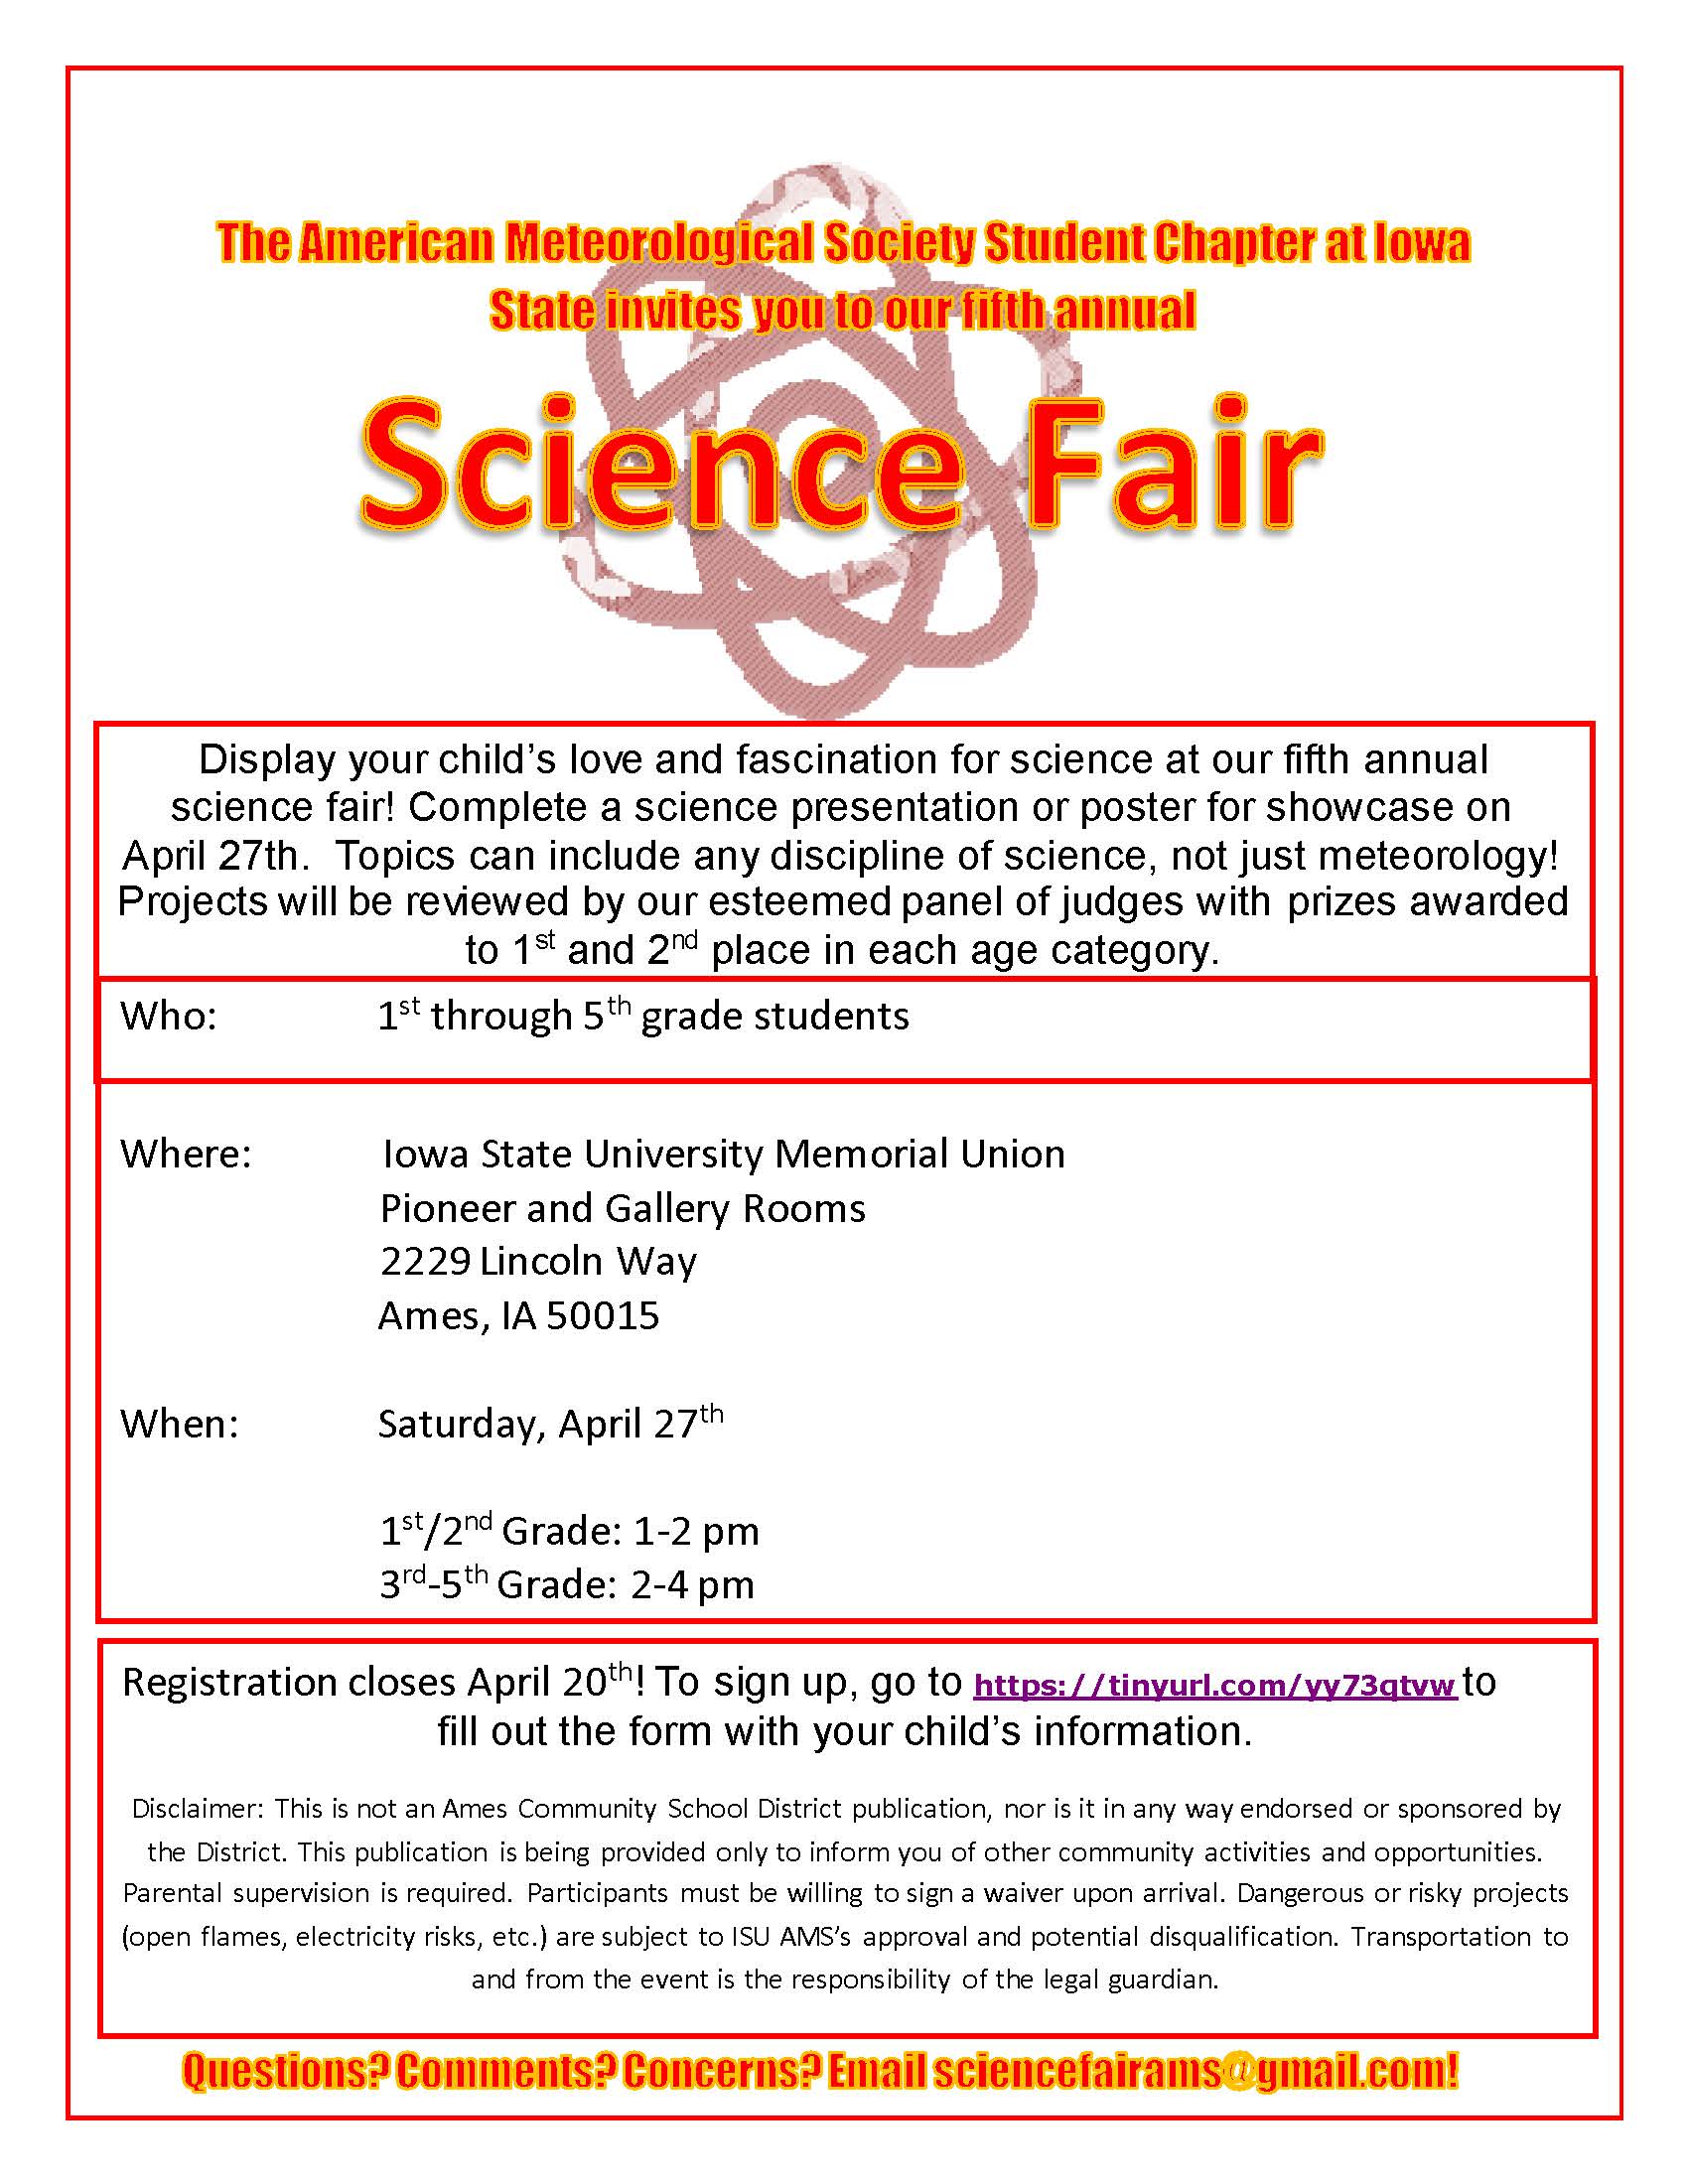 The American Meteorological Society Student Chapter at Iowa
State invites you to our fifth annual
Science Fair
Display your child's love and fascination for science at our fifth annual
science fair! Complete a science presentation or poster for showcase on
April 27th. Topics can include any discipline of science, not just meteorology!
Projects will be reviewed by our esteemed panel of judges with prizes awarded
to 1st and 2nd place in each age category.
Who: 1st through 5th grade students
Where: Iowa State University Memorial Union
Pioneer and Gallery Rooms
2229 Lincoln Way
Ames, IA 50015
When: Saturday, April 27th
1st/2nd Grade: 1-2 pm
3rd-5th Grade: 2-4 pm
Registration closes April 20th! To sign up, go to https://tinyurl.com/yy73qtvw to
fill out the form with your child's information.
Disclaimer: This is not an Ames Community School District publication, nor is it in any way endorsed or sponsored by
the District. This publication is being provided only to inform you of other community activities and opportunities.
Parental supervision is required. Participants must be willing to sign a waiver upon arrival. Dangerous or risky projects
(open flames, electricity risks, etc.) are subject to ISU AMS's approval and potential disqualification. Transportation to
and from the event is the responsibility of the legal guardian.
Questions? Comments? Concerns? Email sciencefairams@gmail.com!